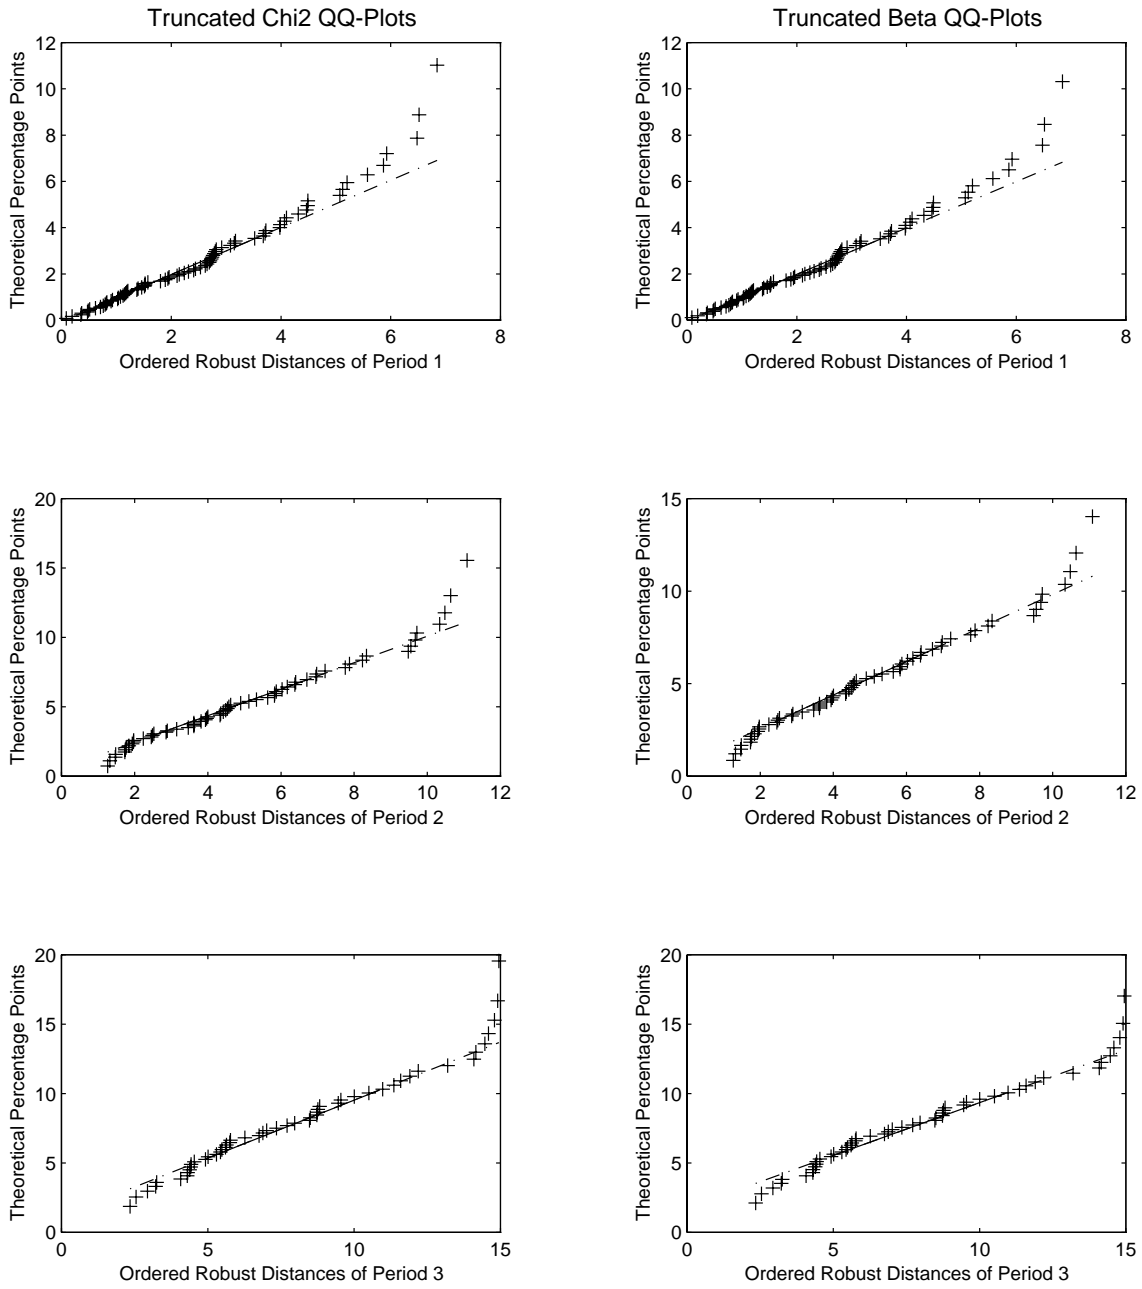 Truncated Chi2 QQ-Plots
12
10
8
6
4
2
0
Theoretical Percentage Points
0 2 4 6 8
Ordered Robust Distances of Period 1
Truncated Beta QQ-Plots
12
10
8
6
4
2
0
Theoretical Percentage Points
0 2 4 6 8
Ordered Robust Distances of Period 1
20
15
10
5
0
Theoretical Percentage Points
0 2 4 6 8 10 12
Ordered Robust Distances of Period 2
15
10
5
0
Theoretical Percentage Points
0 2 4 6 8 10 12
Ordered Robust Distances of Period 2
20
15
10
5
0
Theoretical Percentage Points
0 5 10 15
Ordered Robust Distances of Period 3
20
15
10
5
0
Theoretical Percentage Points
0 5 10 15
Ordered Robust Distances of Period 3